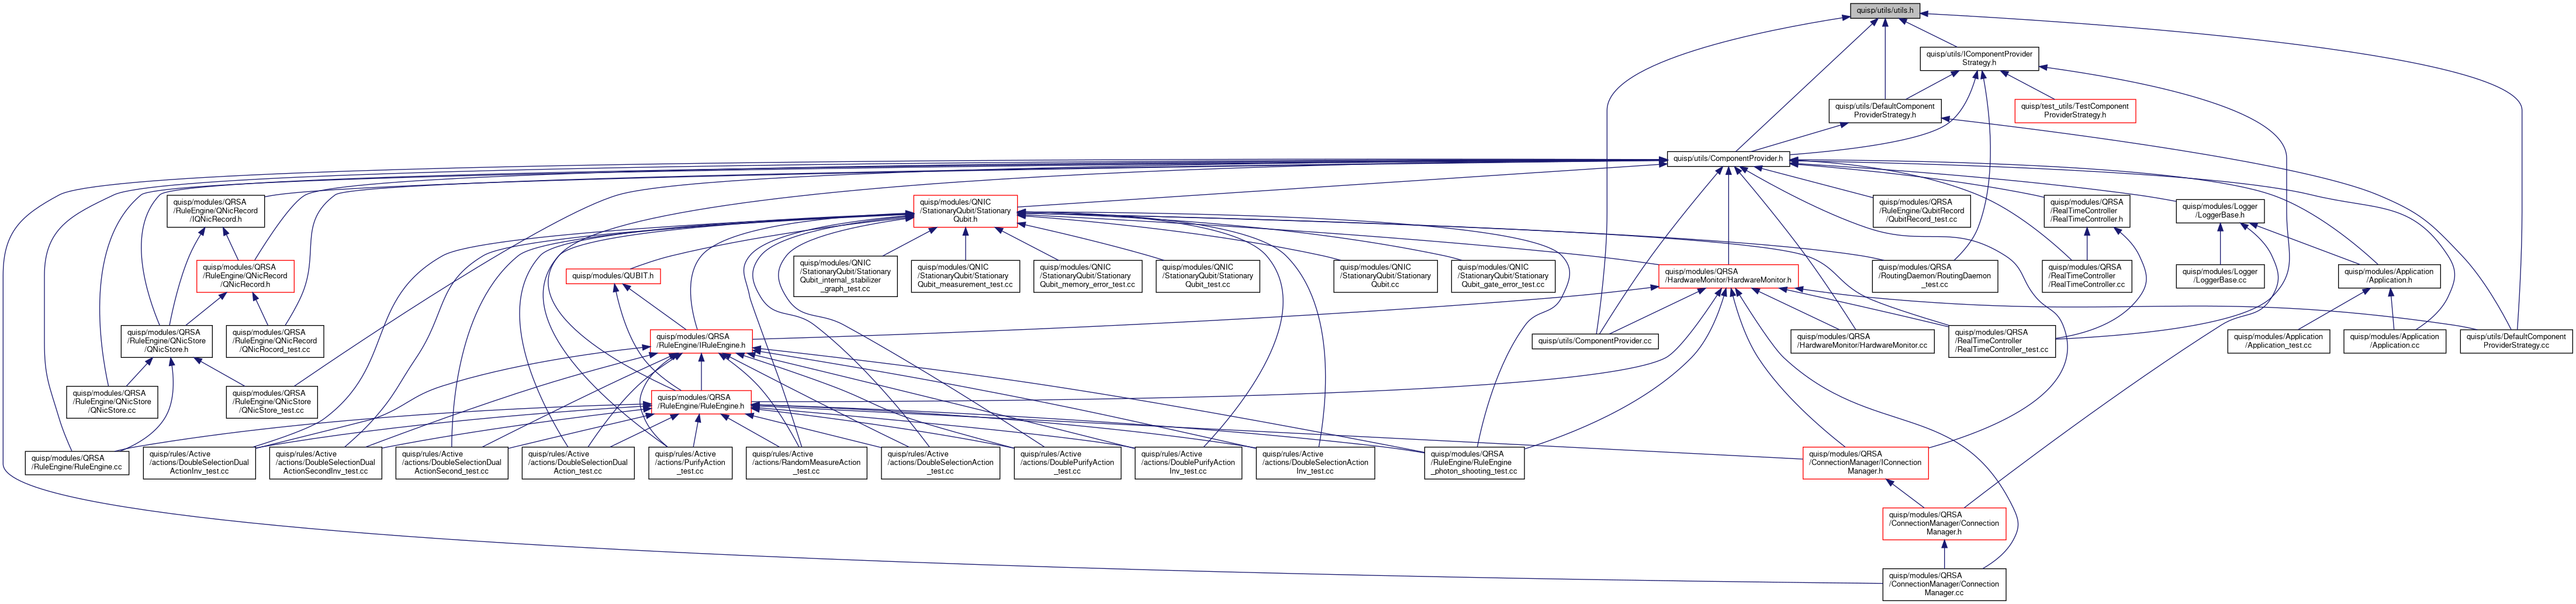 quisp/utils/utils.h
quisp/utils/IComponentProvider
Strategy.h
quisp/utils/DefaultComponent
ProviderStrategy.h
quisp/test_utils/TestComponent
ProviderStrategy.h
quisp/utils/ComponentProvider.h
quisp/modules/QRSA
/RuleEngine/QNicRecord
/IQNicRecord.h
quisp/modules/QNIC
/StationaryQubit/Stationary
Qubit.h
quisp/modules/QRSA
/RuleEngine/QubitRecord
/QubitRecord_test.cc
quisp/modules/QRSA
/RealTimeController
/RealTimeController.h
quisp/modules/Logger
/LoggerBase.h
quisp/modules/QRSA
/RuleEngine/QNicRecord
/QNicRecord.h
quisp/modules/QUBIT.h
quisp/modules/QNIC
/StationaryQubit/Stationary
Qubit_internal_stabilizer
_graph_test.cc
quisp/modules/QNIC
/StationaryQubit/Stationary
Qubit_measurement_test.cc
quisp/modules/QNIC
/StationaryQubit/Stationary
Qubit_memory_error_test.cc
quisp/modules/QNIC
/StationaryQubit/Stationary
Qubit_test.cc
quisp/modules/QNIC
/StationaryQubit/Stationary
Qubit.cc
quisp/modules/QNIC
/StationaryQubit/Stationary
Qubit_gate_error_test.cc
quisp/modules/QRSA
/HardwareMonitor/HardwareMonitor.h
quisp/modules/QRSA
/RoutingDaemon/RoutingDaemon
_test.cc
quisp/modules/QRSA
/RealTimeController
/RealTimeController.cc
quisp/modules/Logger
/LoggerBase.cc
quisp/modules/Application
/Application.h
quisp/modules/QRSA
/RuleEngine/QNicStore
/QNicStore.h
quisp/modules/QRSA
/RuleEngine/QNicRecord
/QNicRocord_test.cc
quisp/modules/QRSA
/RuleEngine/IRuleEngine.h
quisp/utils/ComponentProvider.cc
quisp/modules/QRSA
/HardwareMonitor/HardwareMonitor.cc
quisp/modules/QRSA
/RealTimeController
/RealTimeController_test.cc
quisp/modules/Application
/Application_test.cc
quisp/modules/Application
/Application.cc
quisp/utils/DefaultComponent
ProviderStrategy.cc
quisp/modules/QRSA
/RuleEngine/QNicStore
/QNicStore.cc
quisp/modules/QRSA
/RuleEngine/QNicStore
/QNicStore_test.cc
quisp/modules/QRSA
/RuleEngine/RuleEngine.h
quisp/modules/QRSA
/RuleEngine/RuleEngine.cc
quisp/rules/Active
/actions/DoubleSelectionDual
ActionInv_test.cc
quisp/rules/Active
/actions/DoubleSelectionDual
ActionSecondInv_test.cc
quisp/rules/Active
/actions/DoubleSelectionDual
ActionSecond_test.cc
quisp/rules/Active
/actions/DoubleSelectionDual
Action_test.cc
quisp/rules/Active
/actions/PurifyAction
_test.cc
quisp/rules/Active
/actions/RandomMeasureAction
_test.cc
quisp/rules/Active
/actions/DoubleSelectionAction
_test.cc
quisp/rules/Active
/actions/DoublePurifyAction
_test.cc
quisp/rules/Active
/actions/DoublePurifyAction
Inv_test.cc
quisp/rules/Active
/actions/DoubleSelectionAction
Inv_test.cc
quisp/modules/QRSA
/RuleEngine/RuleEngine
_photon_shooting_test.cc
quisp/modules/QRSA
/ConnectionManager/IConnection
Manager.h
quisp/modules/QRSA
/ConnectionManager/Connection
Manager.h
quisp/modules/QRSA
/ConnectionManager/Connection
Manager.cc